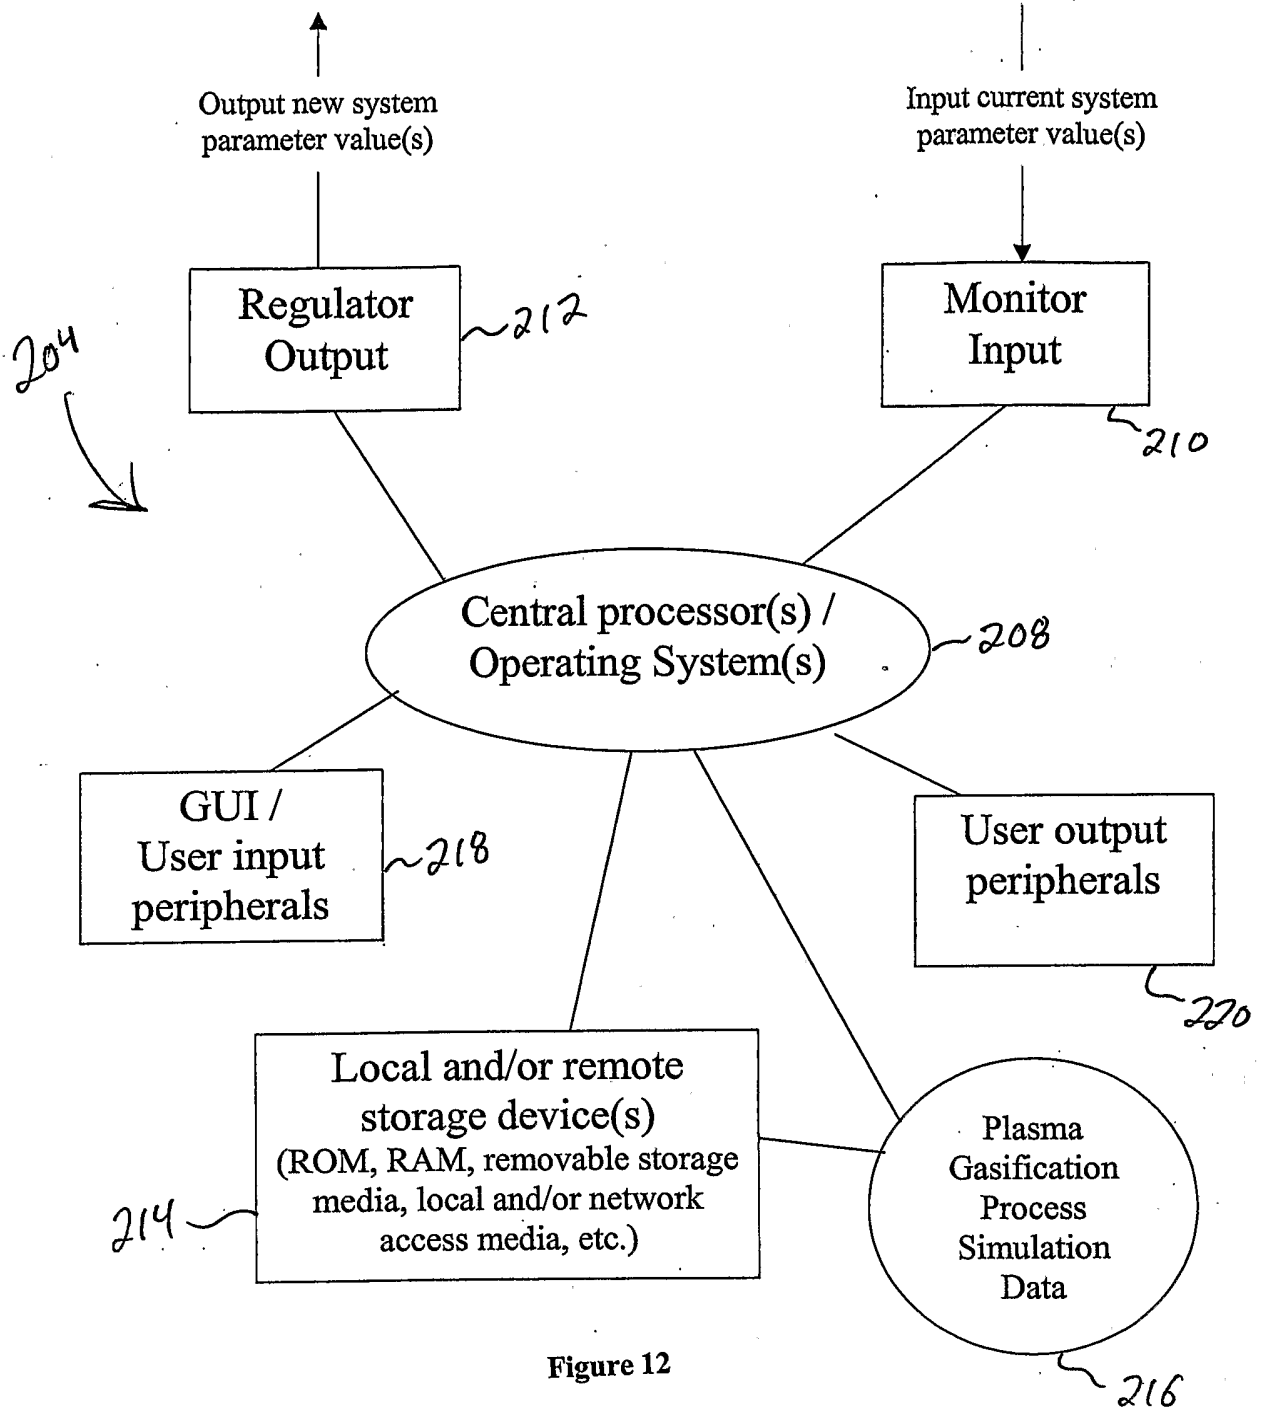 Output new system
parameter value(s)
Input current system
parameter value(s)
Regulator
Output
212
Monitor
Input
210
204
Central processor(s) /
Operating System(s)
208
GUI /
User input
peripherals
218
User output
peripherals
220
Local and/or remote
storage device(s)
(ROM, RAM, removable storage
media, local and/or network
access media, etc.)
214
Plasma
Gasification
Process
Simulation
Data
216
Figure 12